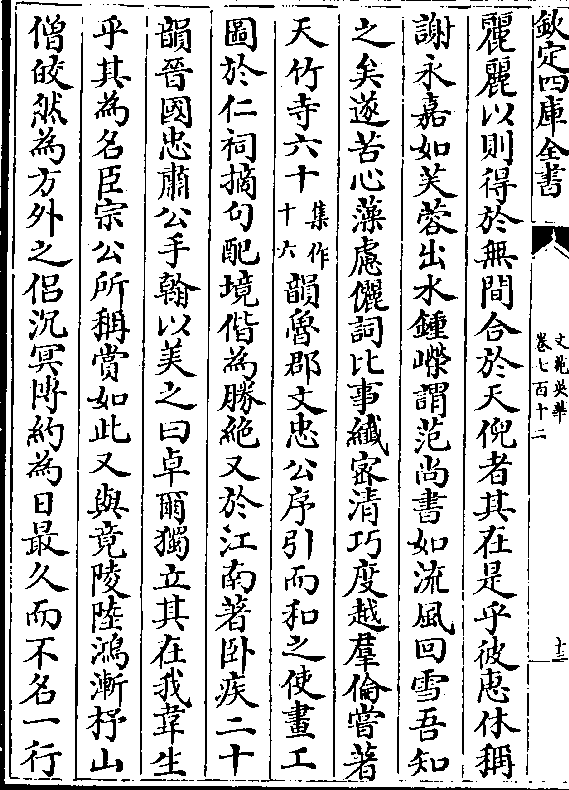 欽定四庫全書
文苑英華
卷七百十二
十三
麗麗以則得於無間合於天倪者其在是乎彼惠休稱
謝永嘉如芙蓉出水鍾嶸謂范尚書如流風回雪吾知
之矣遂苦心藻慮儷詞比事纎密清巧度越羣倫嘗著
天竹寺六十集作十六韻魯郡文忠公序引而和之使畫工
圖於仁祠摘句配境偕為勝絶又於江南著卧疾二十
韻晉國忠肅公手翰以美之曰卓爾獨立其在我韋生
乎其為名臣宗公所稱賞如此又與竟陵陸鴻漸杼山
僧皎然為方外之侣沉冥博約為日最久而不名一行